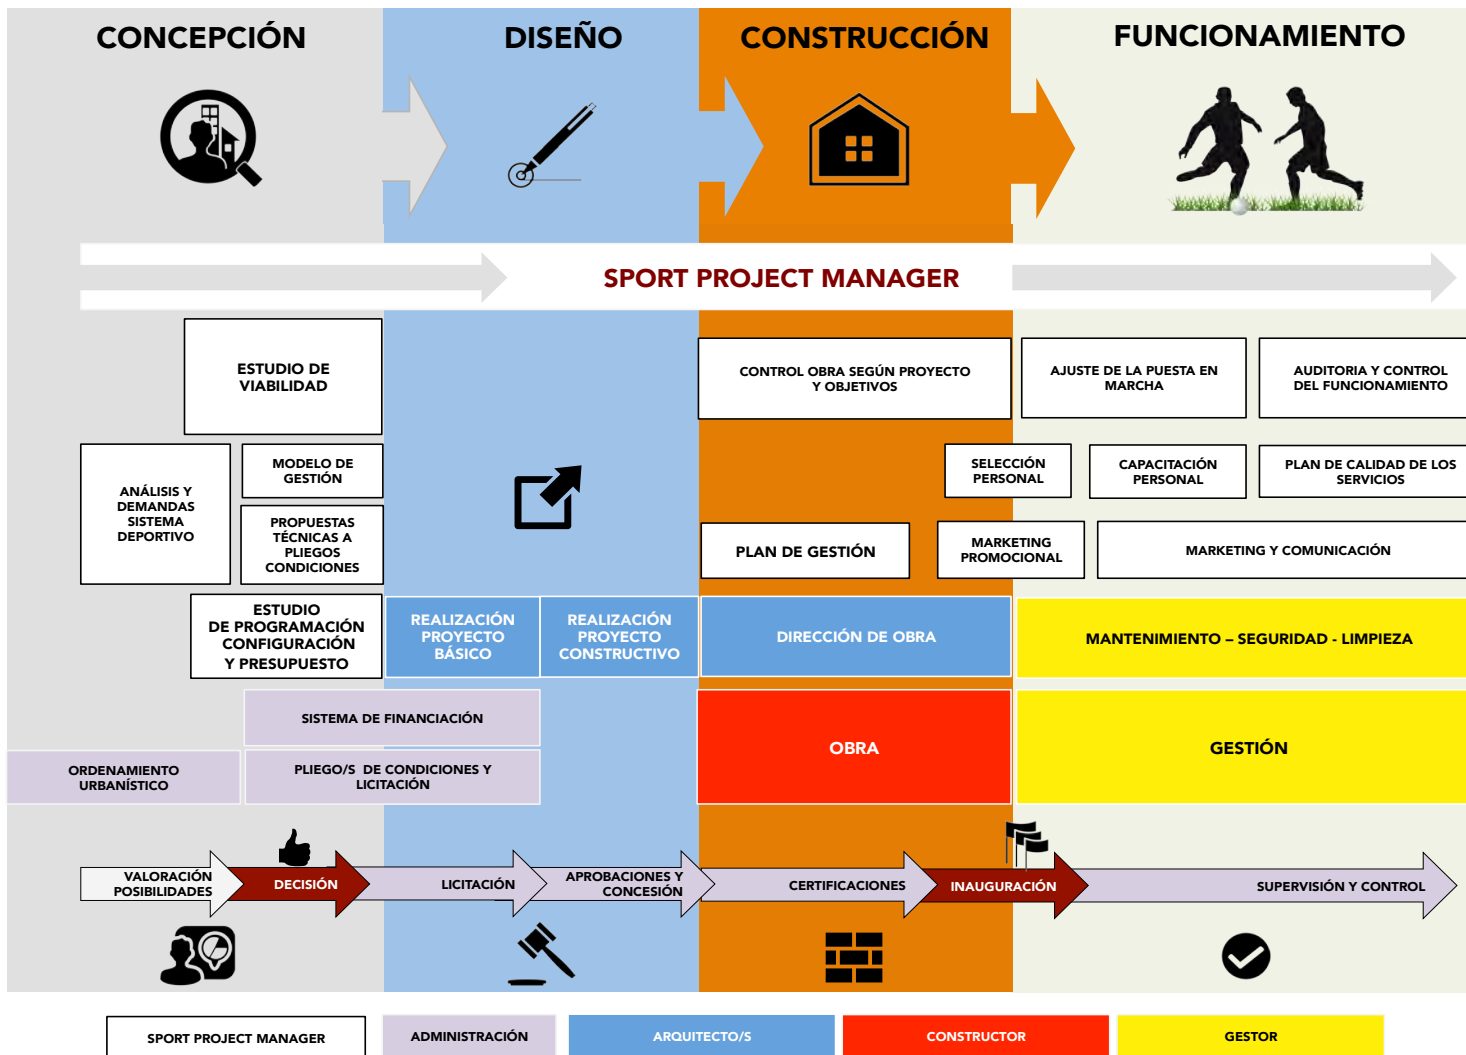 CONCEPCIÓN
DISEÑO
CONSTRUCCIÓN
FUNCIONAMIENTO
SPORT PROJECT MANAGER
ESTUDIO DE
VIABILIDAD
CONTROL OBRA SEGÚN PROYECTO
Y OBJETIVOS
AJUSTE DE LA PUESTA EN
MARCHA
AUDITORIA Y CONTROL
DEL FUNCIONAMIENTO
ANÁLISIS Y
DEMANDAS
SISTEMA
DEPORTIVO
MODELO DE
GESTIÓN
SELECCIÓN
PERSONAL
CAPACITACIÓN
PERSONAL
PLAN DE CALIDAD DE LOS
SERVICIOS
PROPUESTAS
TÉCNICAS A
PLIEGOS
CONDICIONES
PLAN DE GESTIÓN
MARKETING
PROMOCIONAL
MARKETING Y COMUNICACIÓN
ESTUDIO
DE PROGRAMACIÓN
CONFIGURACIÓN
Y PRESUPUESTO
REALIZACIÓN
PROYECTO
BÁSICO
REALIZACIÓN
PROYECTO
CONSTRUCTIVO
DIRECCIÓN DE OBRA
MANTENIMIENTO – SEGURIDAD - LIMPIEZA
SISTEMA DE FINANCIACIÓN
OBRA
GESTIÓN
ORDENAMIENTO
URBANÍSTICO
PLIEGO/S DE CONDICIONES Y
LICITACIÓN
VALORACIÓN
POSIBILIDADES
DECISIÓN
LICITACIÓN
APROBACIONES Y
CONCESIÓN
CERTIFICACIONES
INAUGURACIÓN
SUPERVISIÓN Y CONTROL
SPORT PROJECT MANAGER
ADMINISTRACIÓN
ARQUITECTO/S
CONSTRUCTOR
GESTOR